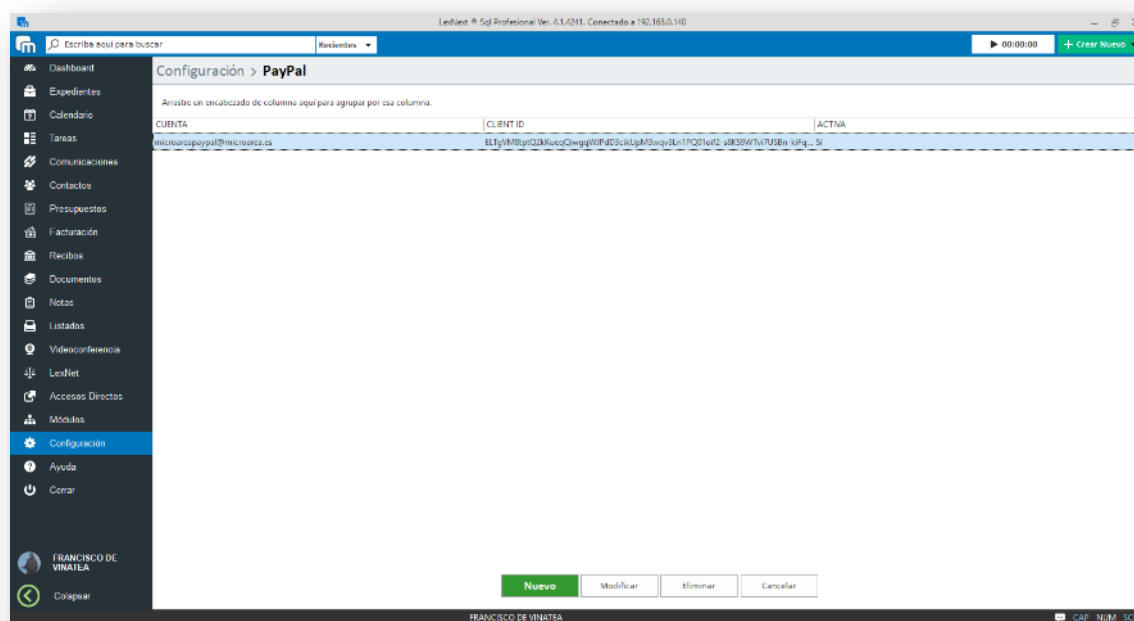 LexNext ® Sql Profesional Ver. 4.1.4241. Conectado a 192.168.0.140
Escriba aquí para buscar
Recientes
00:00:00
+ Crear Nuevo
Dashboard
Configuración > PayPal
Expedientes
Arrastre un encabezado de columna aquí para agrupar por esa columna.
Calendario
CUENTA CLIENT ID ACTIVA
Tareas
microareapaypal@microarea.es Sí
Comunicaciones
Contactos
Presupuestos
Facturación
Recibos
Documentos
Notas
Listados
Videoconferencia
LexNet
Accesos Directos
Módulos
Configuración
Ayuda
Cerrar
FRANCISCO DE
VINATEA
Colapsar
Nuevo Modificar Eliminar Cancelar
FRANCISCO DE VINATEA
CAP NUM